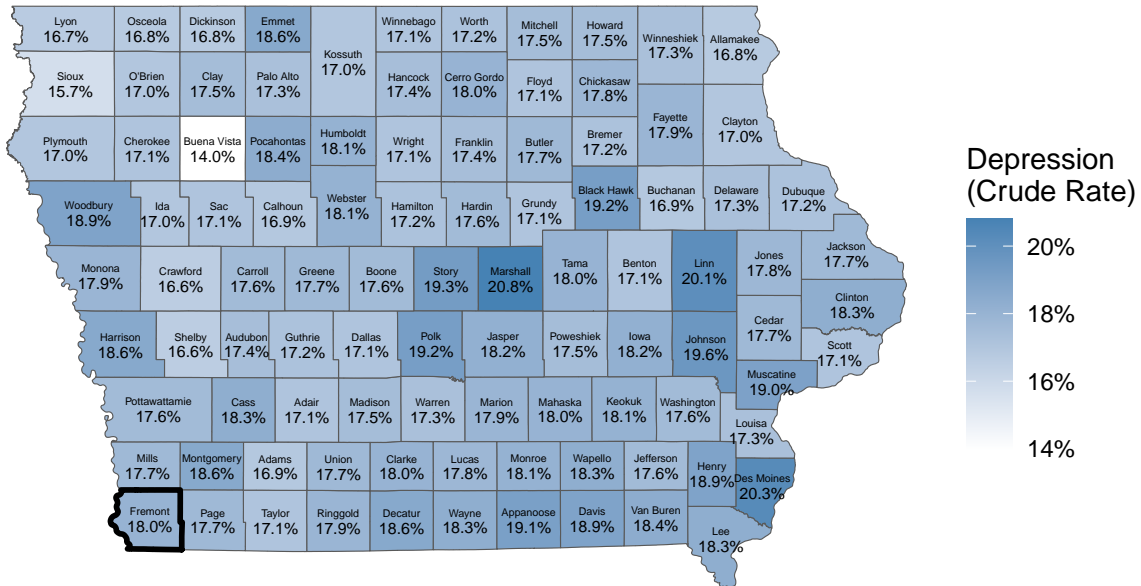 Lyon
16.7%
Osceola
16.8%
Dickinson
16.8%
Emmet
18.6%
Kossuth
17.0%
Winnebago
17.1%
Worth
17.2%
Mitchell
17.5%
Howard
17.5%
Winneshiek
17.3%
Allamakee
16.8%
Sioux
15.7%
O'Brien
17.0%
Clay
17.5%
Palo Alto
17.3%
Hancock
17.4%
Cerro Gordo
18.0%
Floyd
17.1%
Chickasaw
17.8%
Fayette
17.9%
Clayton
17.0%
Plymouth
17.0%
Cherokee
17.1%
Buena Vista
14.0%
Pocahontas
18.4%
Humboldt
18.1%
Wright
17.1%
Franklin
17.4%
Butler
17.7%
Bremer
17.2%
Woodbury
18.9%
Ida
17.0%
Sac
17.1%
Calhoun
16.9%
Webster
18.1%
Hamilton
17.2%
Hardin
17.6%
Grundy
17.1%
Black Hawk
19.2%
Buchanan
16.9%
Delaware
17.3%
Dubuque
17.2%
Monona
17.9%
Crawford
16.6%
Carroll
17.6%
Greene
17.7%
Boone
17.6%
Story
19.3%
Marshall
20.8%
Tama
18.0%
Benton
17.1%
Linn
20.1%
Jones
17.8%
Jackson
17.7%
Clinton
18.3%
Harrison
18.6%
Shelby
16.6%
Audubon
17.4%
Guthrie
17.2%
Dallas
17.1%
Polk
19.2%
Jasper
18.2%
Poweshiek
17.5%
Iowa
18.2%
Johnson
19.6%
Cedar
17.7%
Scott
17.1%
Muscatine
19.0%
Pottawattamie
17.6%
Cass
18.3%
Adair
17.1%
Madison
17.5%
Warren
17.3%
Marion
17.9%
Mahaska
18.0%
Keokuk
18.1%
Washington
17.6%
Louisa
17.3%
Mills
17.7%
Montgomery
18.6%
Adams
16.9%
Union
17.7%
Clarke
18.0%
Lucas
17.8%
Monroe
18.1%
Wapello
18.3%
Jefferson
17.6%
Henry
18.9%
Des Moines
20.3%
Fremont
18.0%
Page
17.7%
Taylor
17.1%
Ringgold
17.9%
Decatur
18.6%
Wayne
18.3%
Appanoose
19.1%
Davis
18.9%
Van Buren
18.4%
Lee
18.3%
Depression
(Crude Rate)
20%
18%
16%
14%